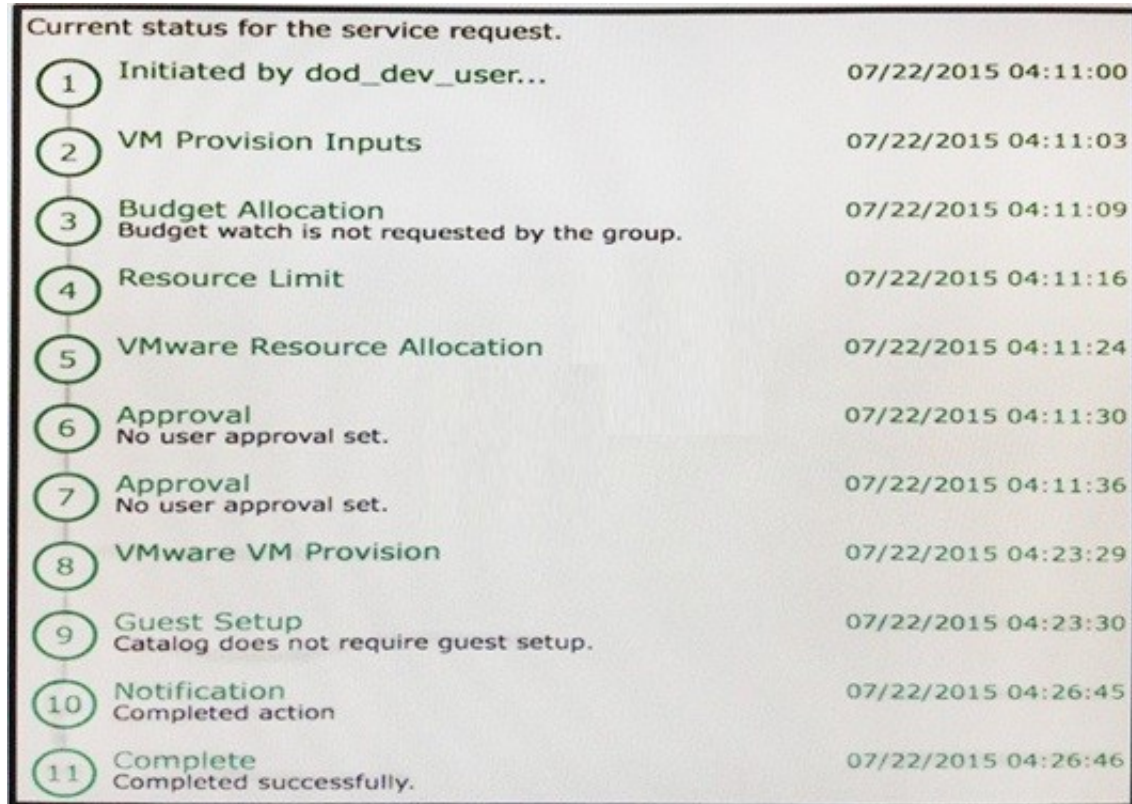 Current status for the service request.
1 Initiated by dod_dev_user... 07/22/2015 04:11:00
2 VM Provision Inputs 07/22/2015 04:11:03
3 Budget Allocation 07/22/2015 04:11:09
Budget watch is not requested by the group.
4 Resource Limit 07/22/2015 04:11:16
5 VMware Resource Allocation 07/22/2015 04:11:24
6 Approval 07/22/2015 04:11:30
No user approval set.
7 Approval 07/22/2015 04:11:36
No user approval set.
8 VMware VM Provision 07/22/2015 04:23:29
9 Guest Setup 07/22/2015 04:23:30
Catalog does not require guest setup.
10 Notification 07/22/2015 04:26:45
Completed action
11 Complete 07/22/2015 04:26:46
Completed successfully.